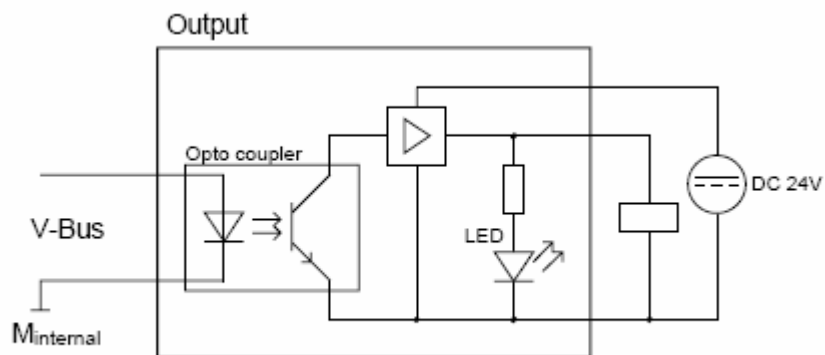 Output
Opto coupler
V-Bus
LED
DC 24V
Minternal